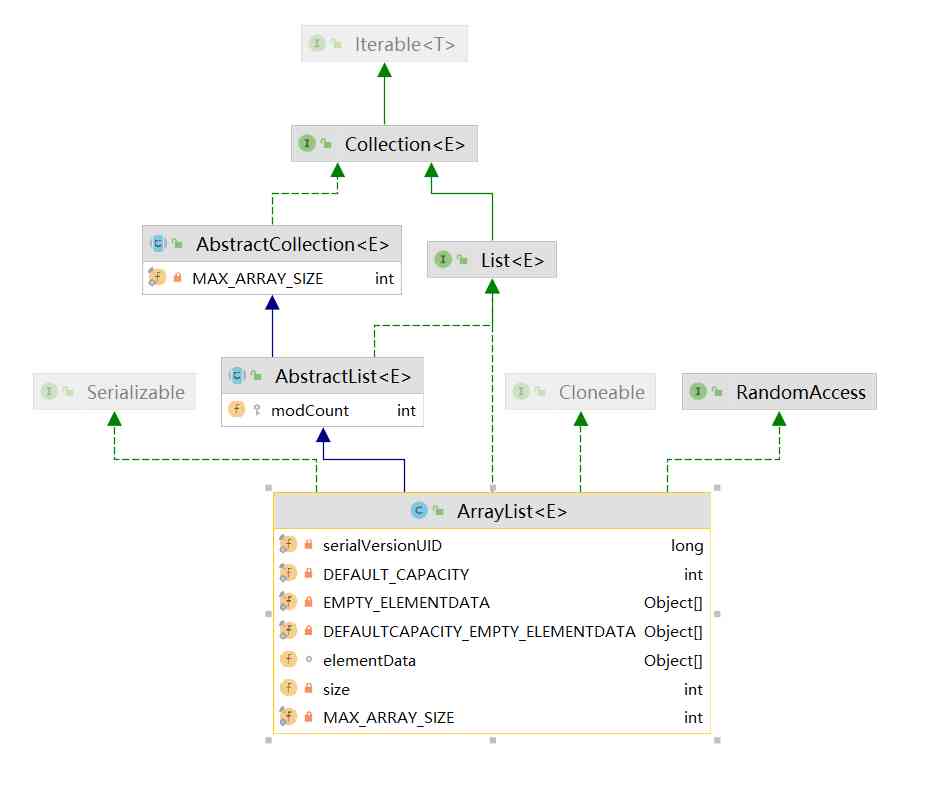 Iterable<T>
Collection<E>
AbstractCollection<E>
MAX_ARRAY_SIZE int
List<E>
AbstractList<E>
modCount int
Serializable
Cloneable
RandomAccess
ArrayList<E>
serialVersionUID long
DEFAULT_CAPACITY int
EMPTY_ELEMENTDATA Object[]
DEFAULTCAPACITY_EMPTY_ELEMENTDATA Object[]
elementData Object[]
size int
MAX_ARRAY_SIZE int